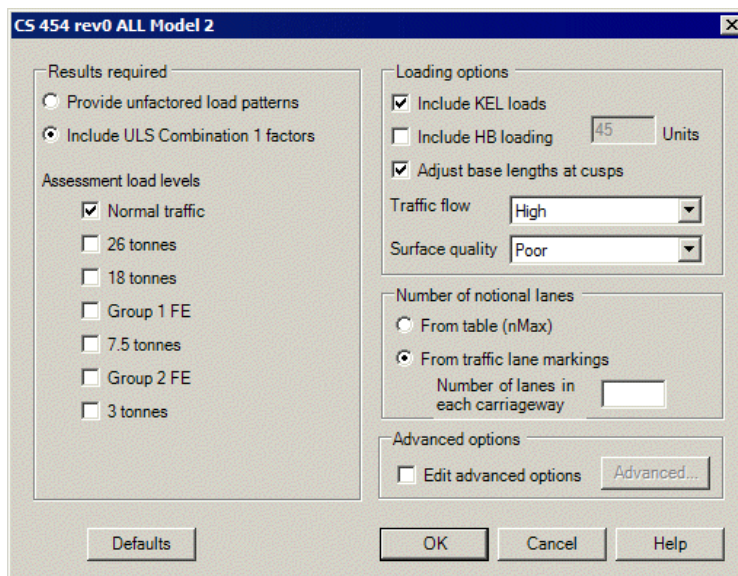 CS 454 rev0 ALL Model 2
Results required
Provide unfactored load patterns
Include ULS Combination 1 factors
Assessment load levels
Normal traffic
26 tonnes
18 tonnes
Group 1 FE
7.5 tonnes
Group 2 FE
3 tonnes
Loading options
Include KEL loads
Include HB loading 45 Units
Adjust base lengths at cusps
Traffic flow High
Surface quality Poor
Number of notional lanes
From table (nMax)
From traffic lane markings
Number of lanes in
each carriageway
Advanced options
Edit advanced options Advanced...
Defaults OK Cancel Help